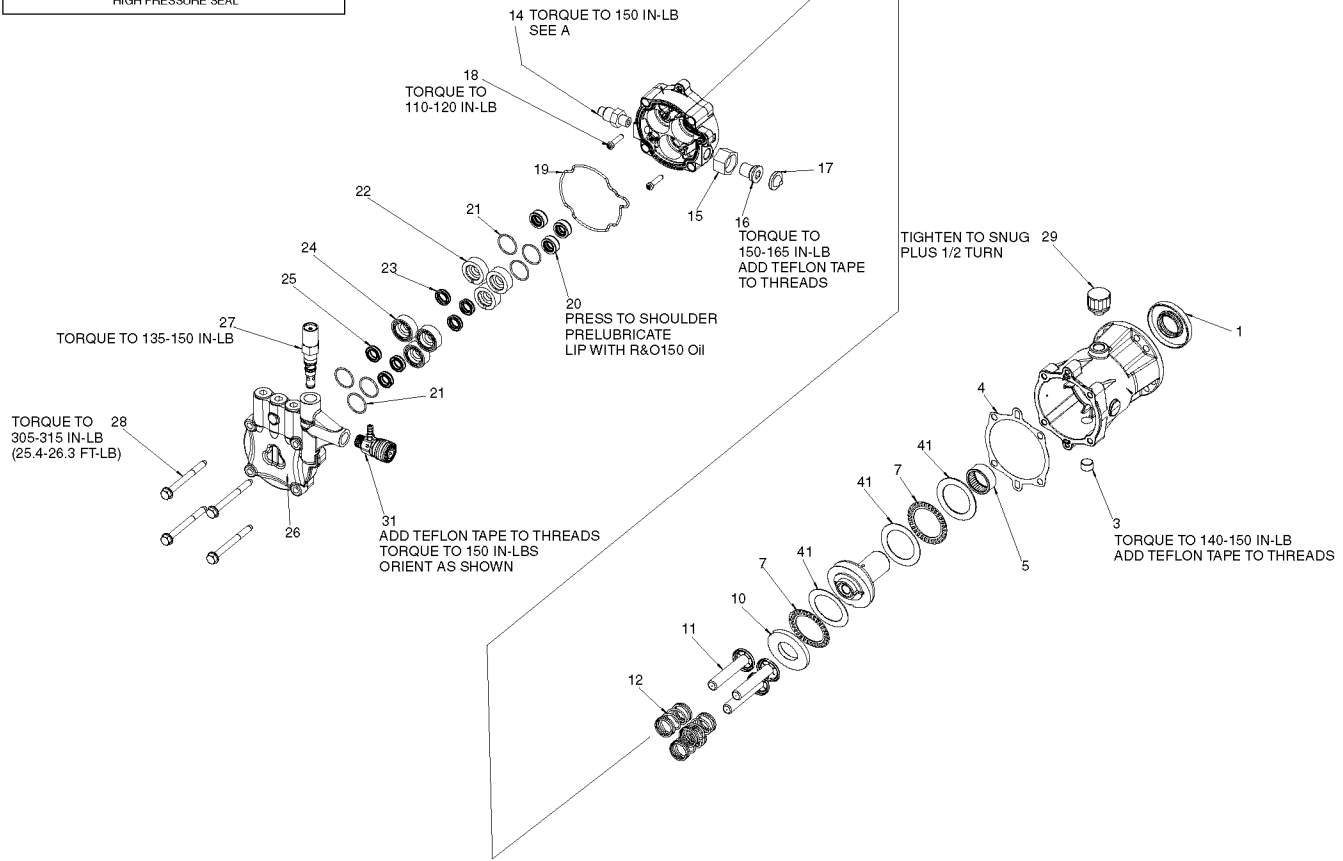 HIGH PRESSURE SEAL
14 TORQUE TO 150 IN-LB
SEE A
18
TORQUE TO
110-120 IN-LB
19
17
22
21
15
16
TORQUE TO
150-165 IN-LB
ADD TEFLON TAPE
TO THREADS
TIGHTEN TO SNUG 29
PLUS 1/2 TURN
24
23
25
20
PRESS TO SHOULDER
PRELUBRICATE
LIP WITH R&O150 Oil
27
TORQUE TO 135-150 IN-LB
1
21
4
TORQUE TO 28
305-315 IN-LB
(25.4-26.3 FT-LB)
41
7
41
26
31
ADD TEFLON TAPE TO THREADS
TORQUE TO 150 IN-LBS
ORIENT AS SHOWN
3
TORQUE TO 140-150 IN-LB
ADD TEFLON TAPE TO THREADS
5
41
7
10
11
12